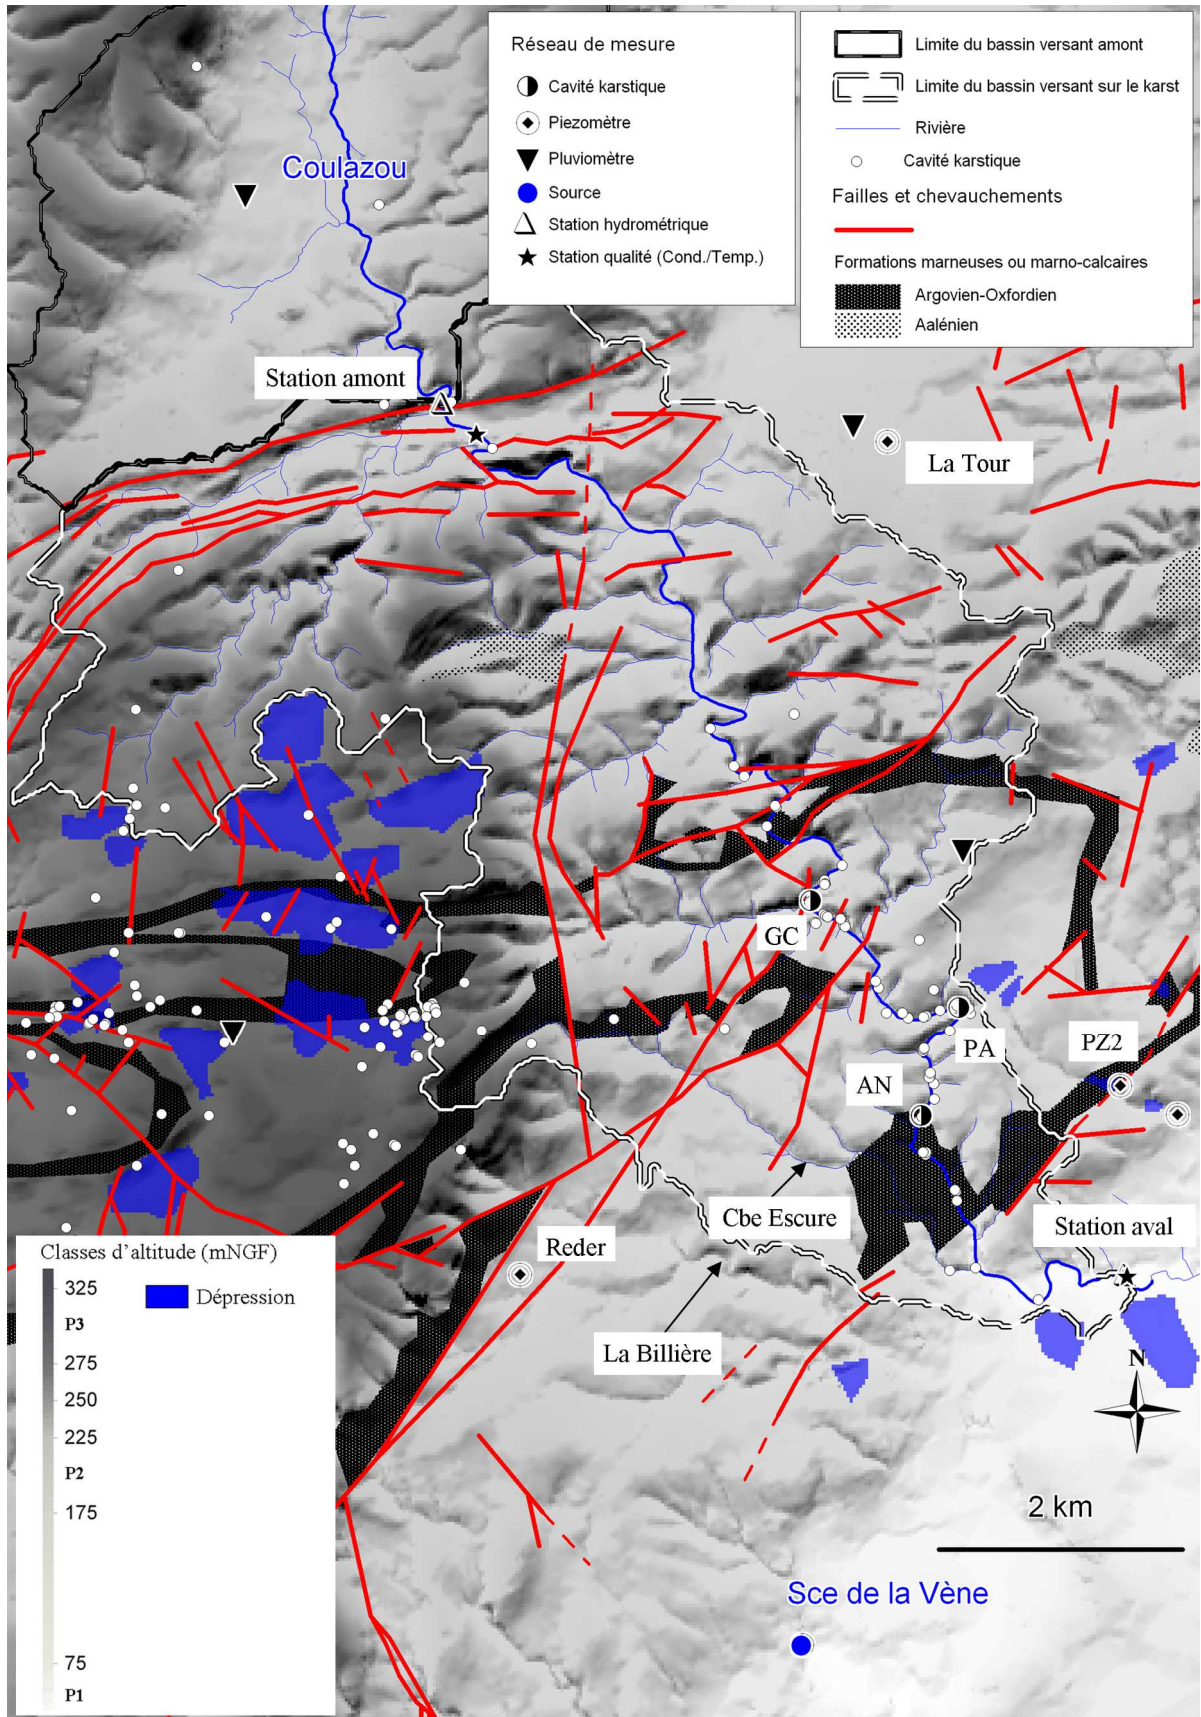 Réseau de mesure
Cavité karstique
Piezomètre
Pluviomètre
Source
Station hydrométrique
Station qualité (Cond./Temp.)
Limite du bassin versant amont
Limite du bassin versant sur le karst
Rivière
Cavité karstique
Failles et chevauchements
Formations marneuses ou marno-calcaires
Argovien-Oxfordien
Aalénien
Coulazou
Station amont
La Tour
GC
PA
PZ2
AN
Cbe Escure
Station aval
Reder
La Billière
N
2 km
Sce de la Vène
Classes d'altitude (mNGF)
325
P3
275
250
225
P2
175
75
P1
Dépression